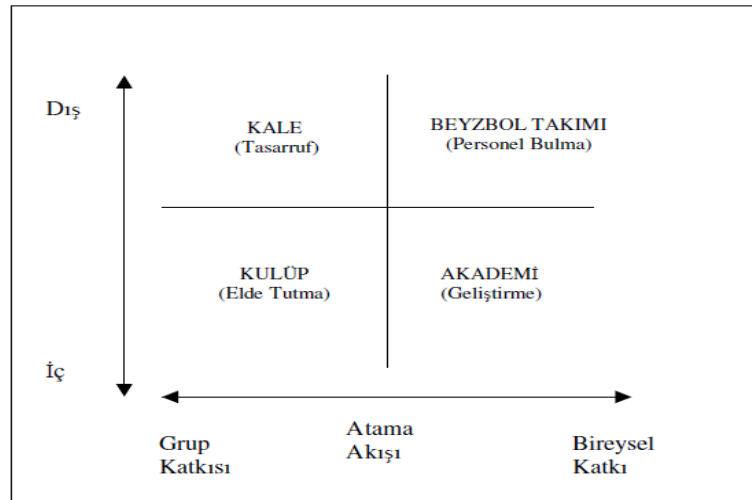 Dış
KALE
(Tasarruf)
BEYZBOL TAKIMI
(Personel Bulma)
KULÜP
(Elde Tutma)
AKADEMİ
(Geliştirme)
İç
Grup
Katkısı
Atama
Akışı
Bireysel
Katkı